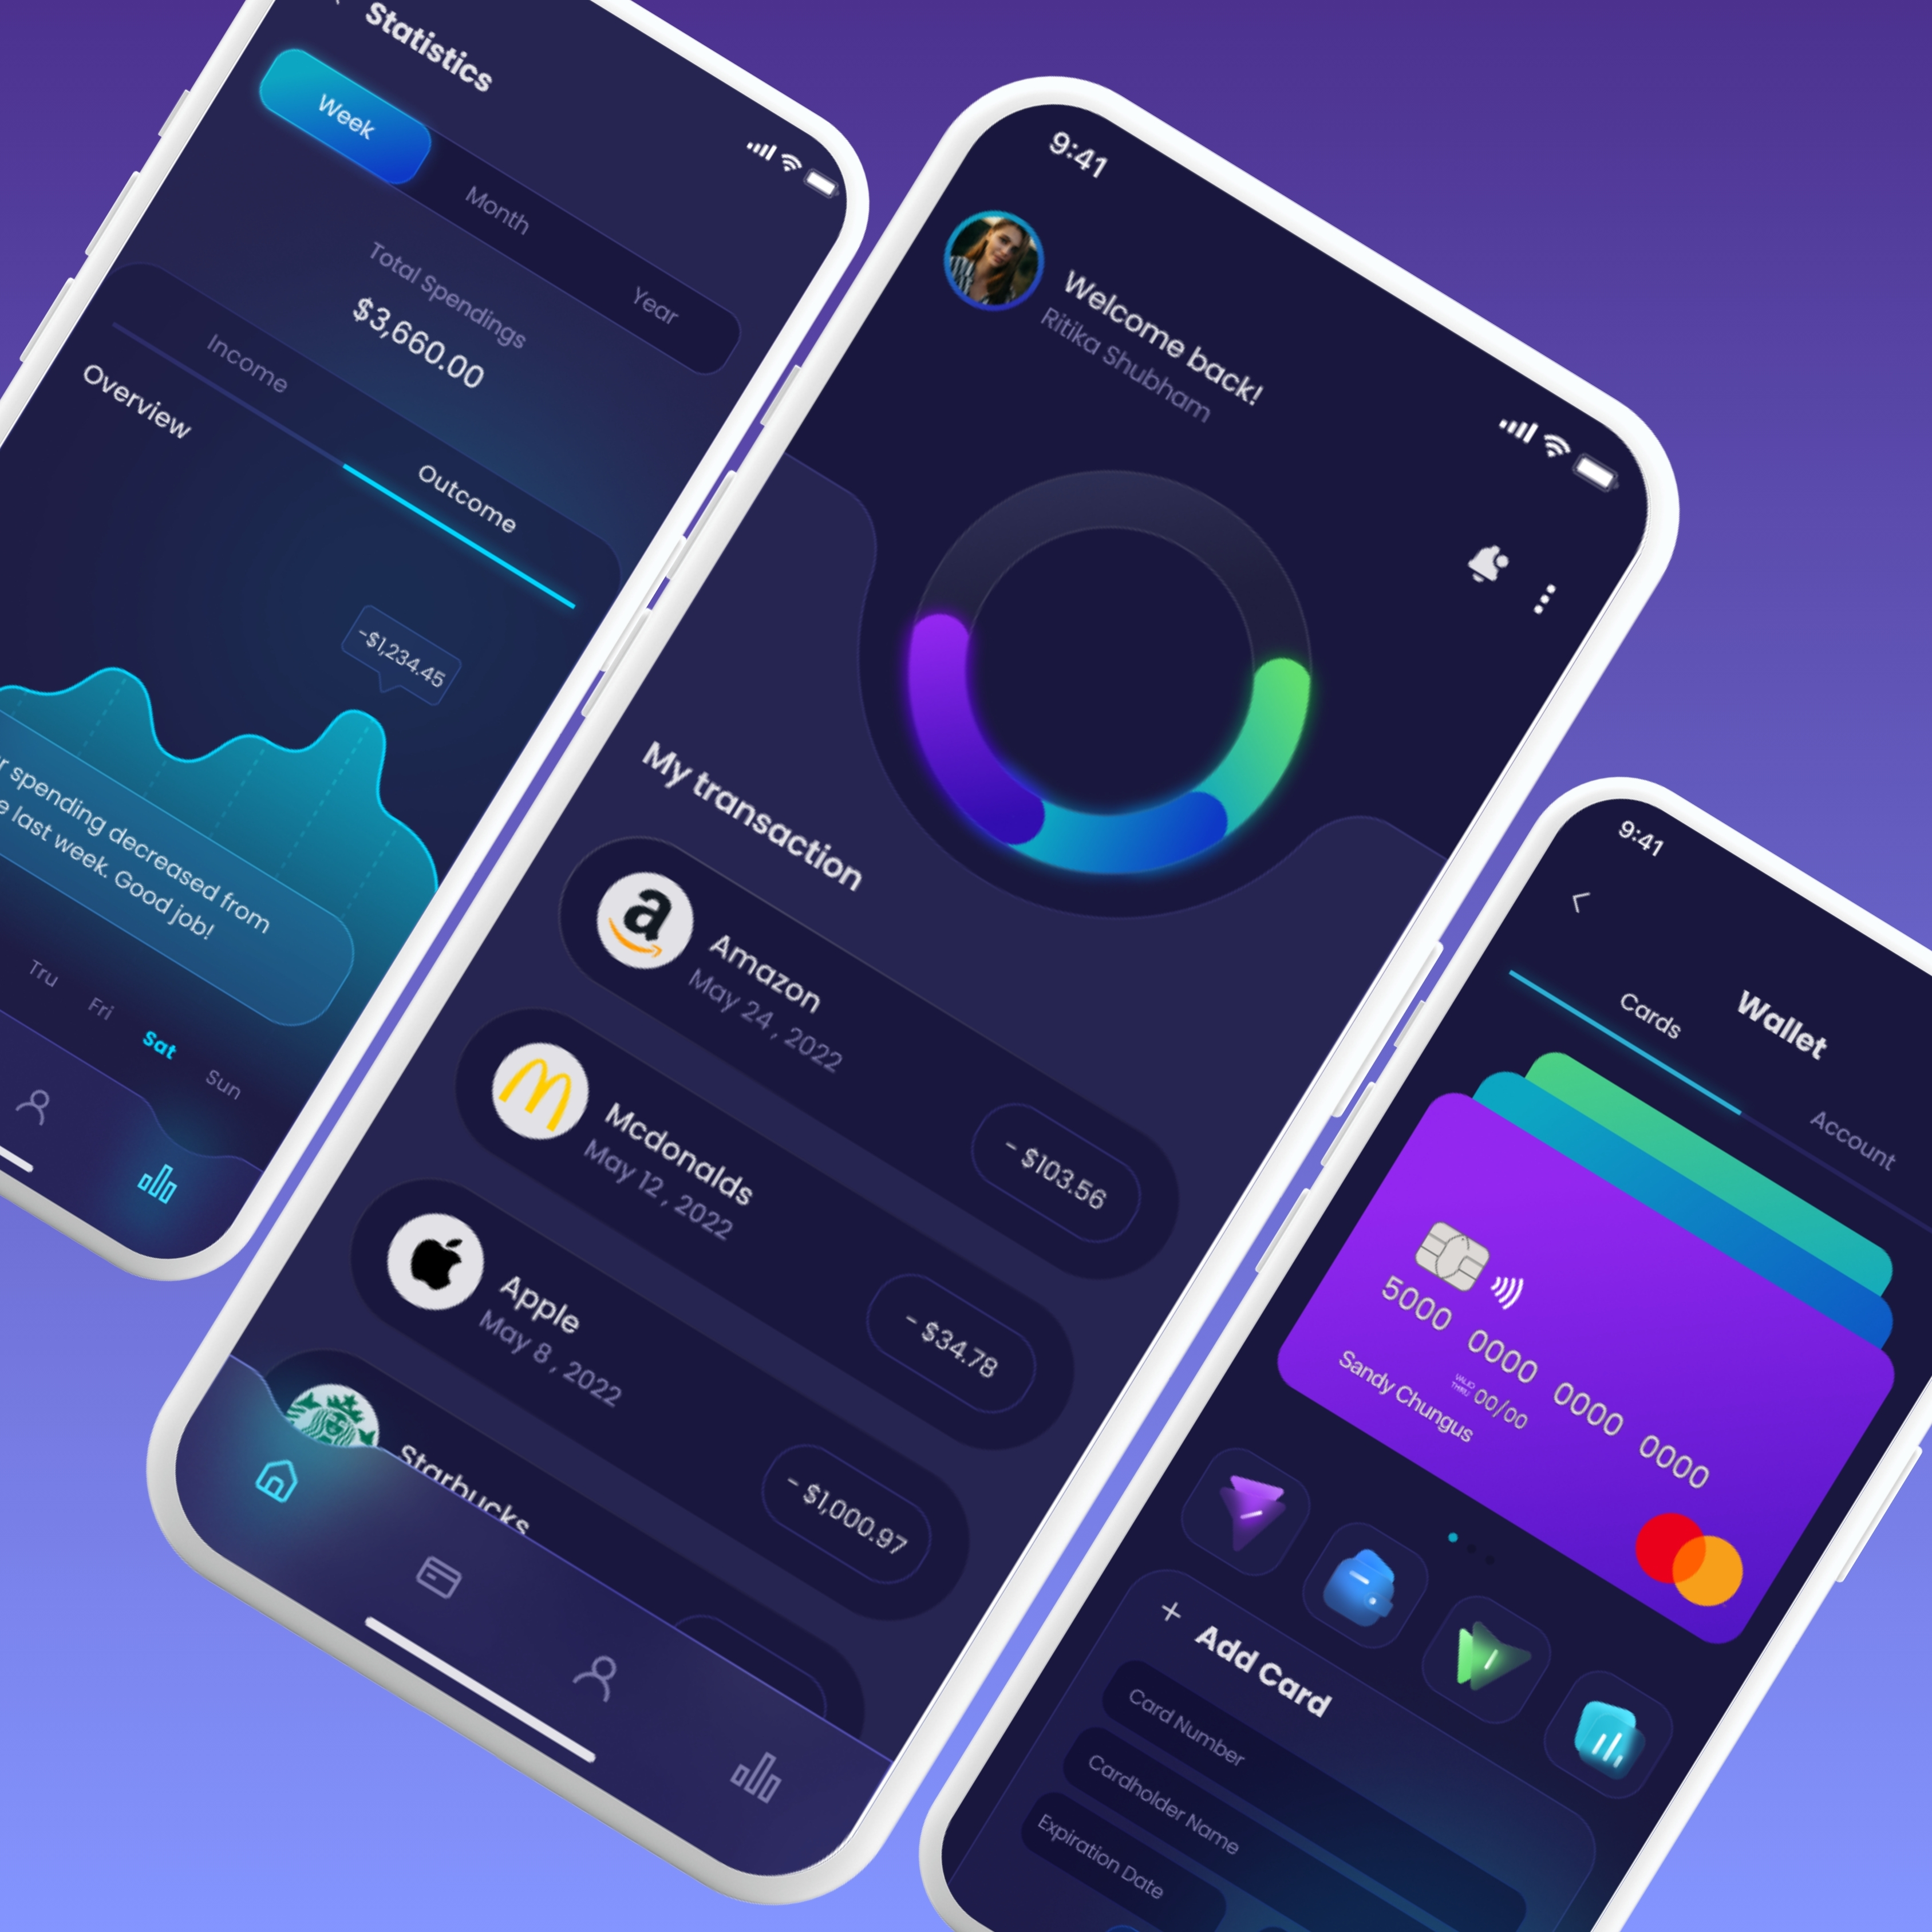 Statistics
Week
Month
Year
Total Spendings
$3,660.00
Income
Outcome
Overview
-$1,234.45
spending decreased from
last week. Good job!
Tru
Fri
Sat
Sun
9:41
Welcome back!
Ritika Shubham
My transaction
a
Amazon
May 24 , 2022
- $103.56
Mcdonalds
May 12 , 2022
- $34.78
Apple
May 8 , 2022
- $1,000.97
Starbucks
9:41
Wallet
Cards
Account
5000 0000 0000 0000
VALID
THRU
00/00
Sandy Chungus
+ Add Card
Card Number
Cardholder Name
Expiration Date